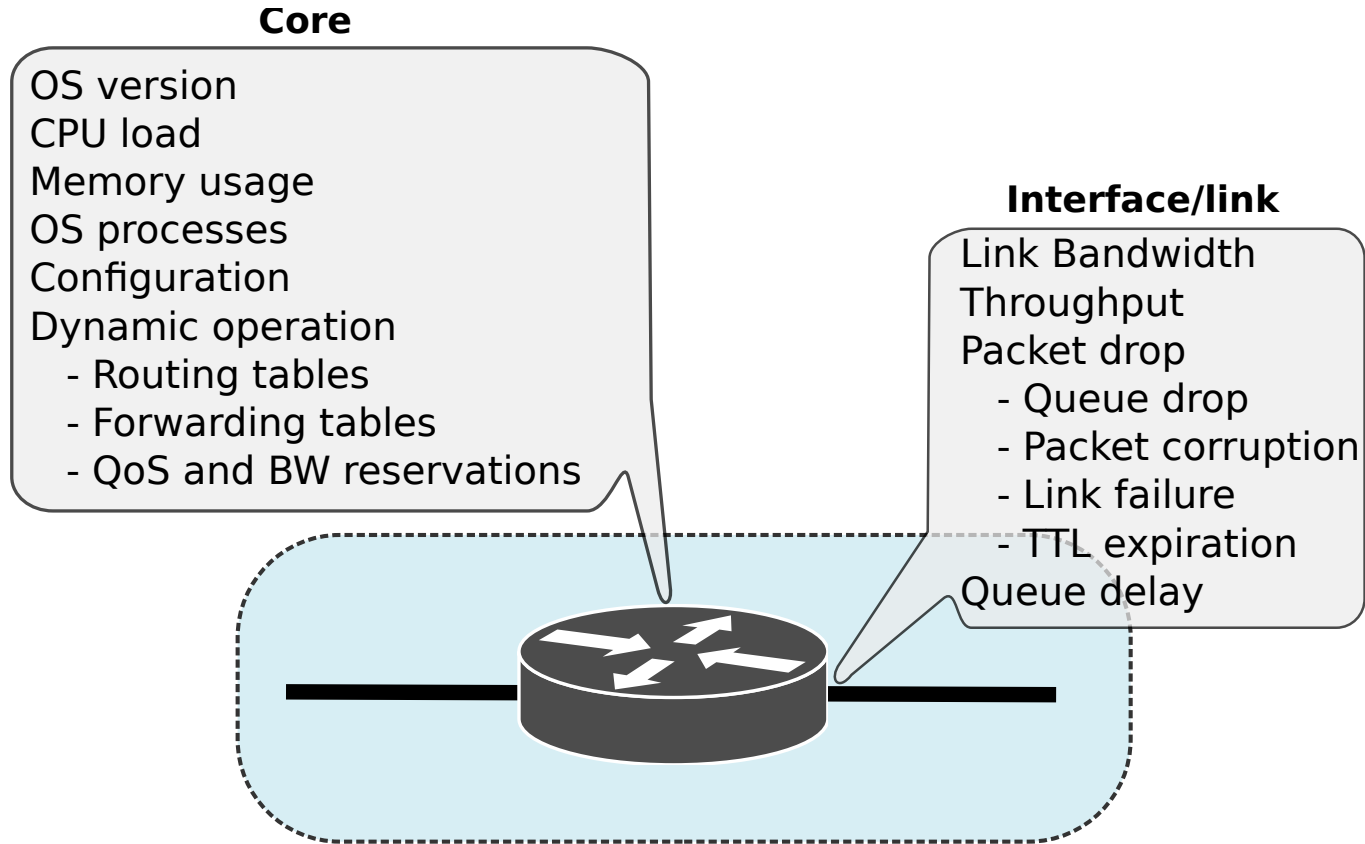 Core
OS version
CPU load
Memory usage
OS processes
Configuration
Dynamic operation
- Routing tables
- Forwarding tables
- QoS and BW reservations
Interface/link
Link Bandwidth
Throughput
Packet drop
- Queue drop
- Packet corruption
- Link failure
- TTL expiration
Queue delay